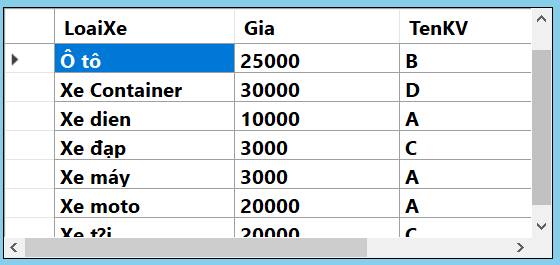 LoaiXe Gia TenKV
Ô tô 25000 B
Xe Container 30000 D
Xe dien 10000 A
Xe đạp 3000 C
Xe máy 3000 A
Xe moto 20000 A
Xe t?i 20000 C